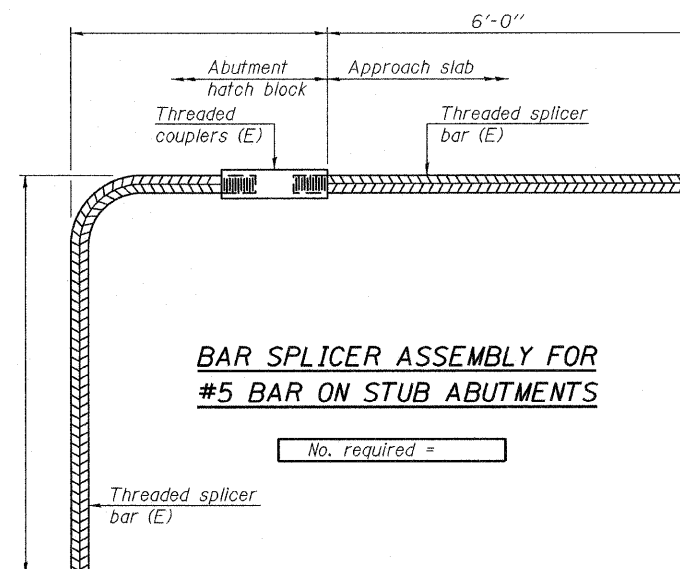 6'-0"
Abutment
hatch block
Approach slab
Threaded
couplers (E)
Threaded splicer
bar (E)
BAR SPLICER ASSEMBLY FOR
#5 BAR ON STUB ABUTMENTS
No. required =
Threaded splicer
bar (E)